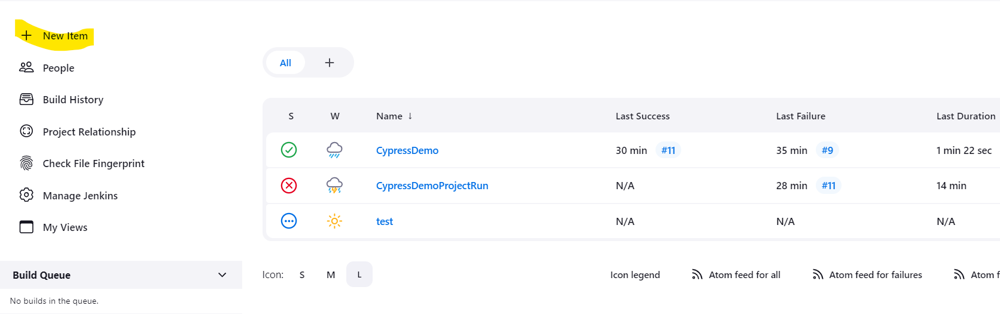 New Item
People
Build History
Project Relationship
Check File Fingerprint
Manage Jenkins
My Views
Build Queue
No builds in the queue.
All +
S W Name ↓ Last Success Last Failure Last Duration
CypressDemo 30 min #11 35 min #9 1 min 22 sec
CypressDemoProjectRun N/A 28 min #11 14 min
test N/A N/A N/A
Icon: S M L Icon legend Atom feed for all Atom feed for failures Atom f